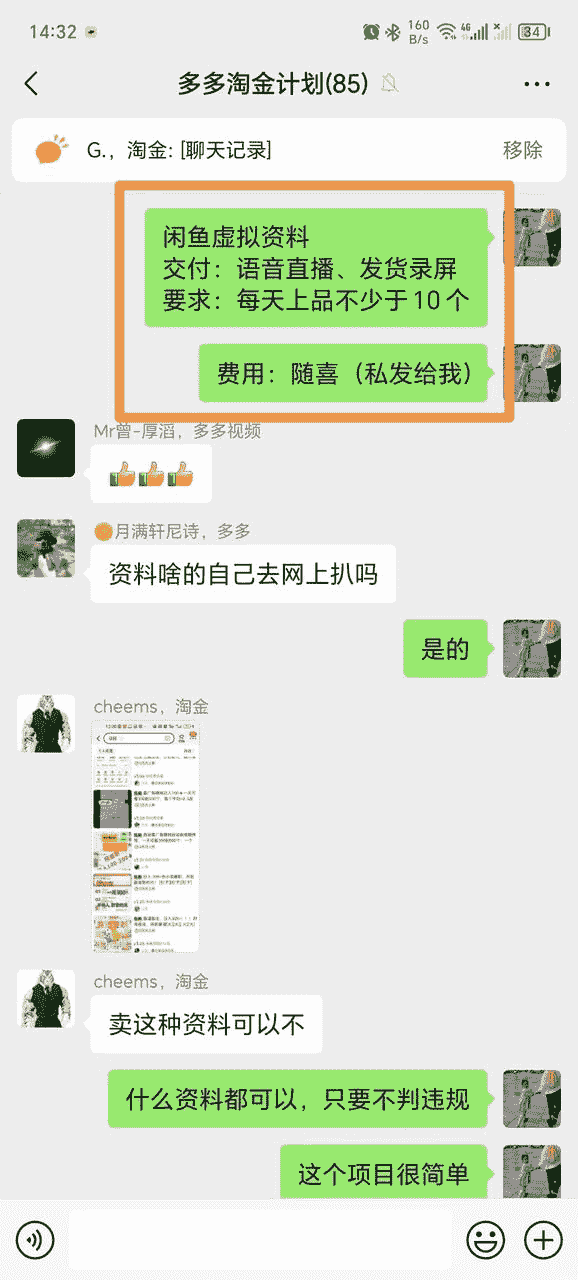 14:32
160
B/s
4G
34
多多淘金计划(85)
G.，淘金: [聊天记录]
移除
闲鱼虚拟资料
交付：语音直播、发货录屏
要求：每天上品不少于10个
费用：随喜（私发给我）
Mr曾-厚滔，多多视频
月满轩尼诗，多多
资料啥的自己去网上扒吗
是的
cheems，淘金
cheems，淘金
卖这种资料可以不
什么资料都可以，只要不判违规
这个项目很简单